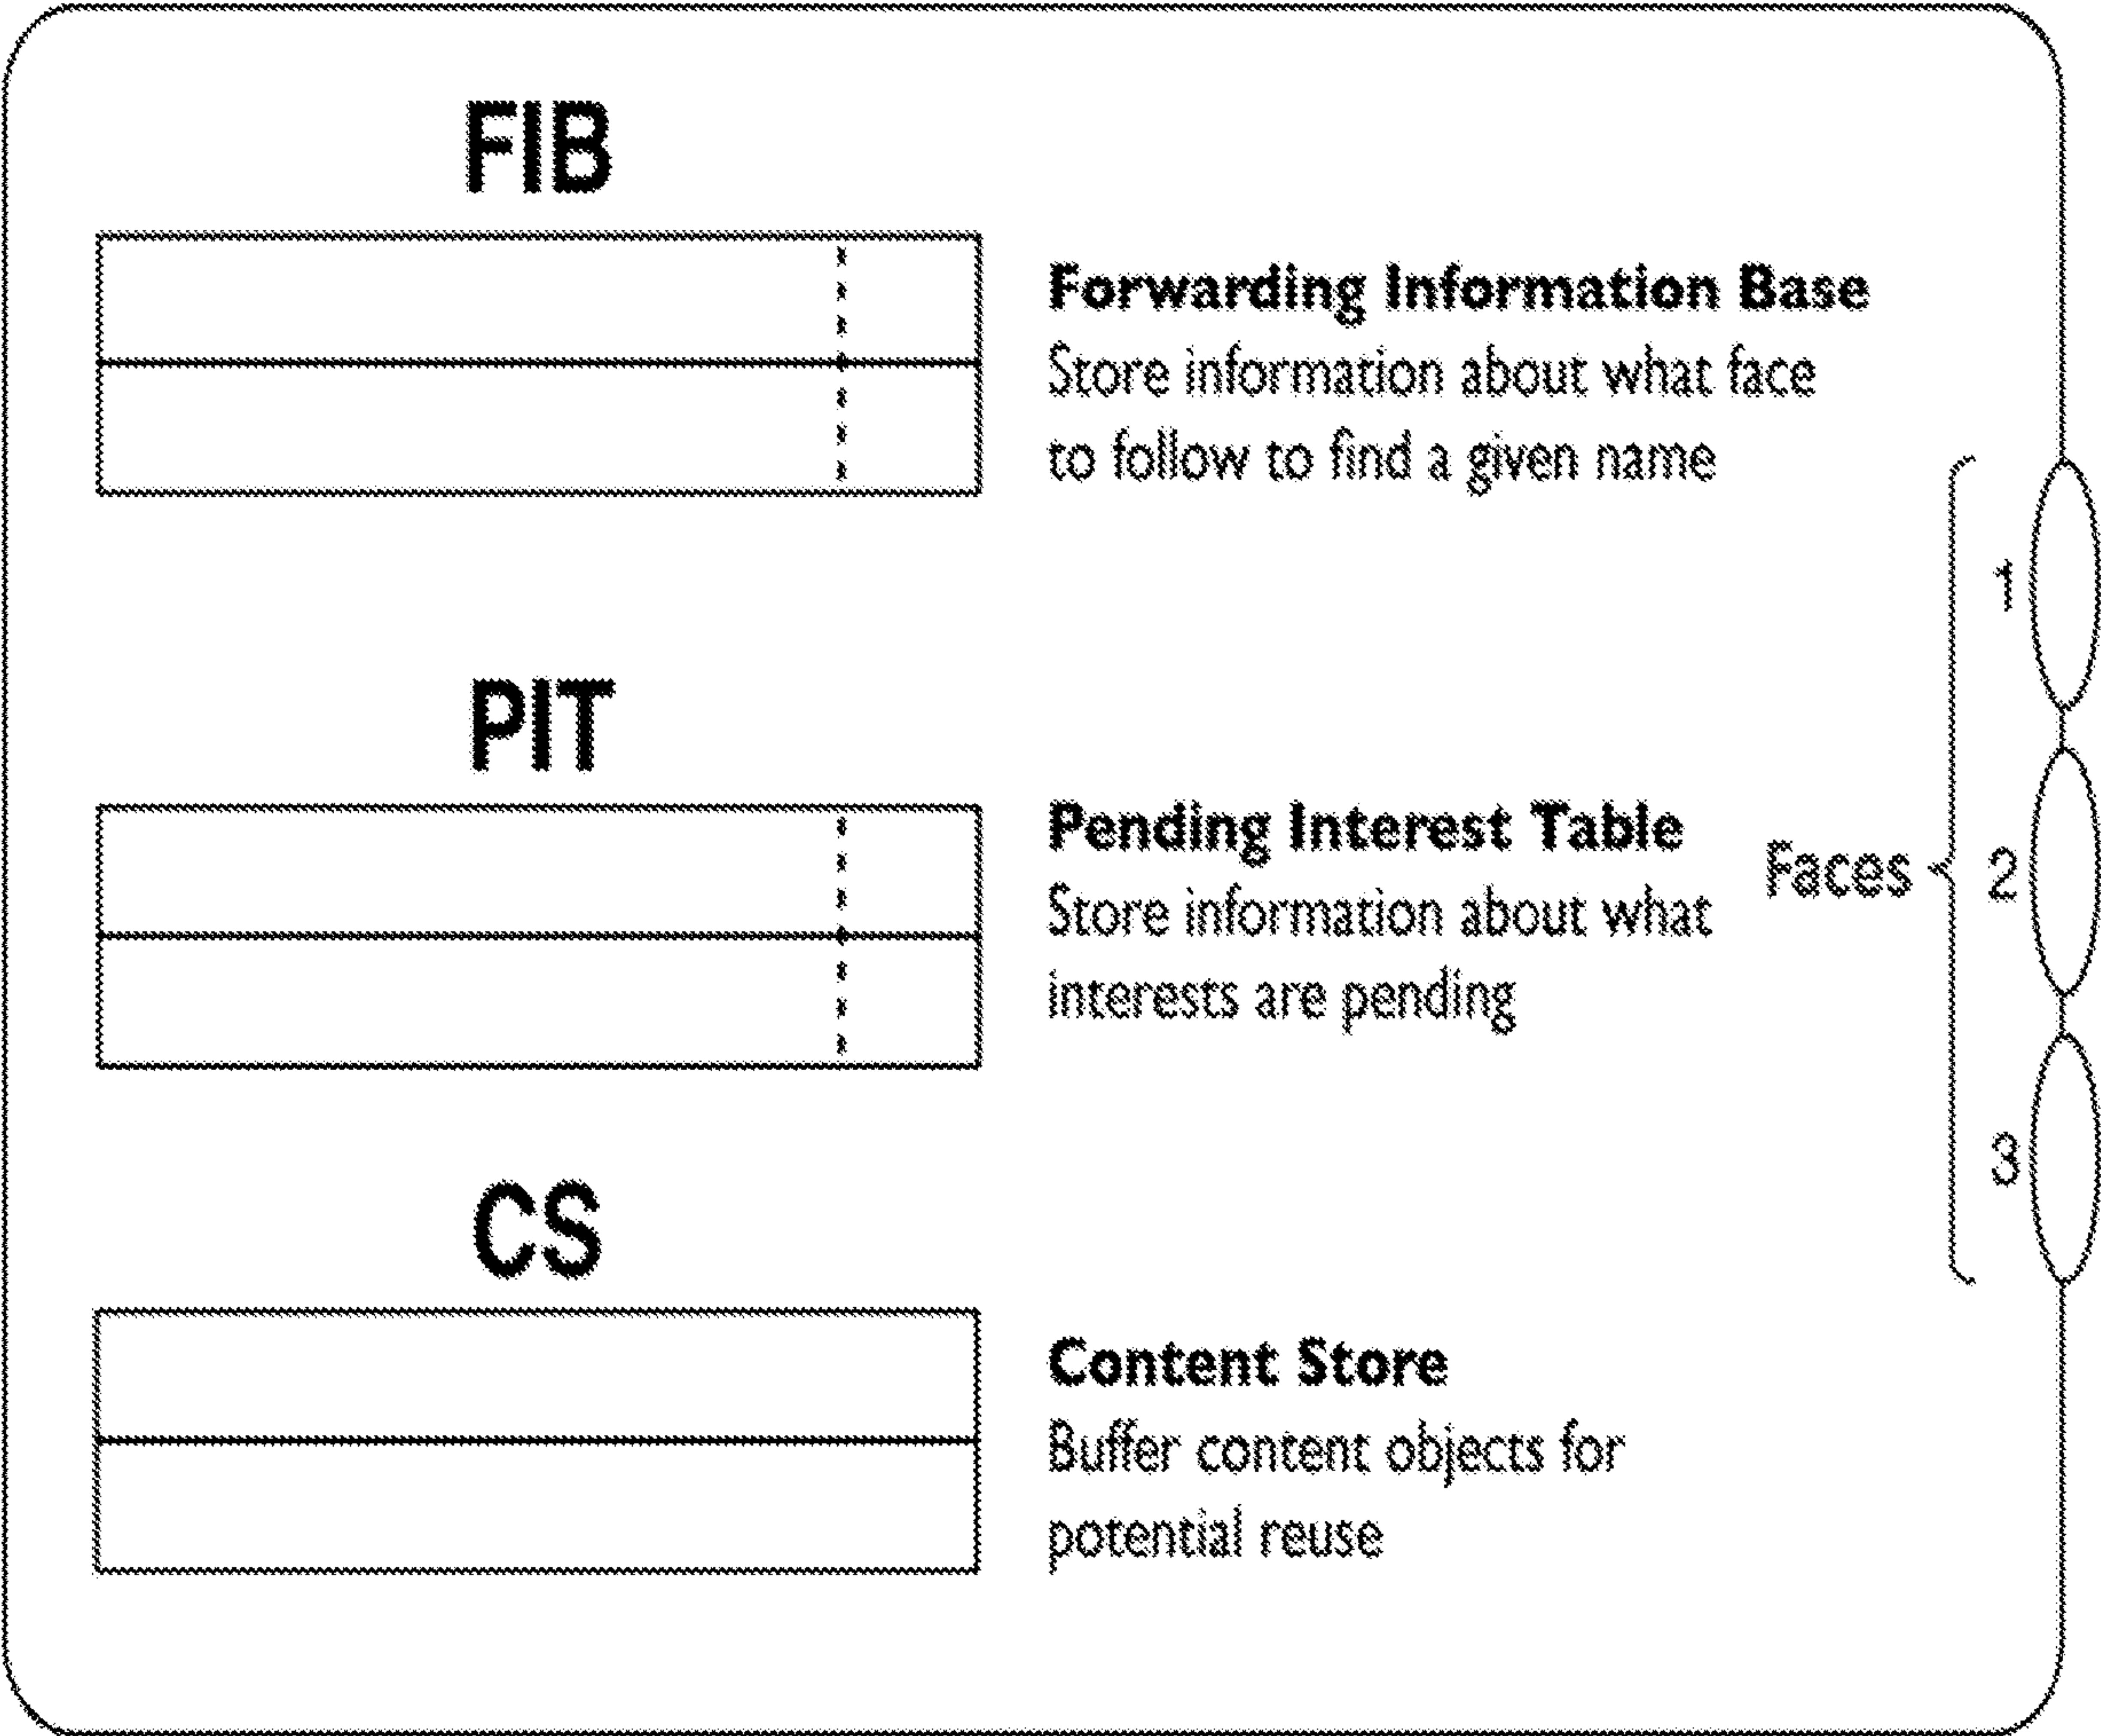 FIB
Forwarding Information Base
Store information about what face
to follow to find a given name
1
PIT
Pending Interest Table
Store information about what
interests are pending
Faces
2
3
CS
Content Store
Buffer content objects for
potential reuse